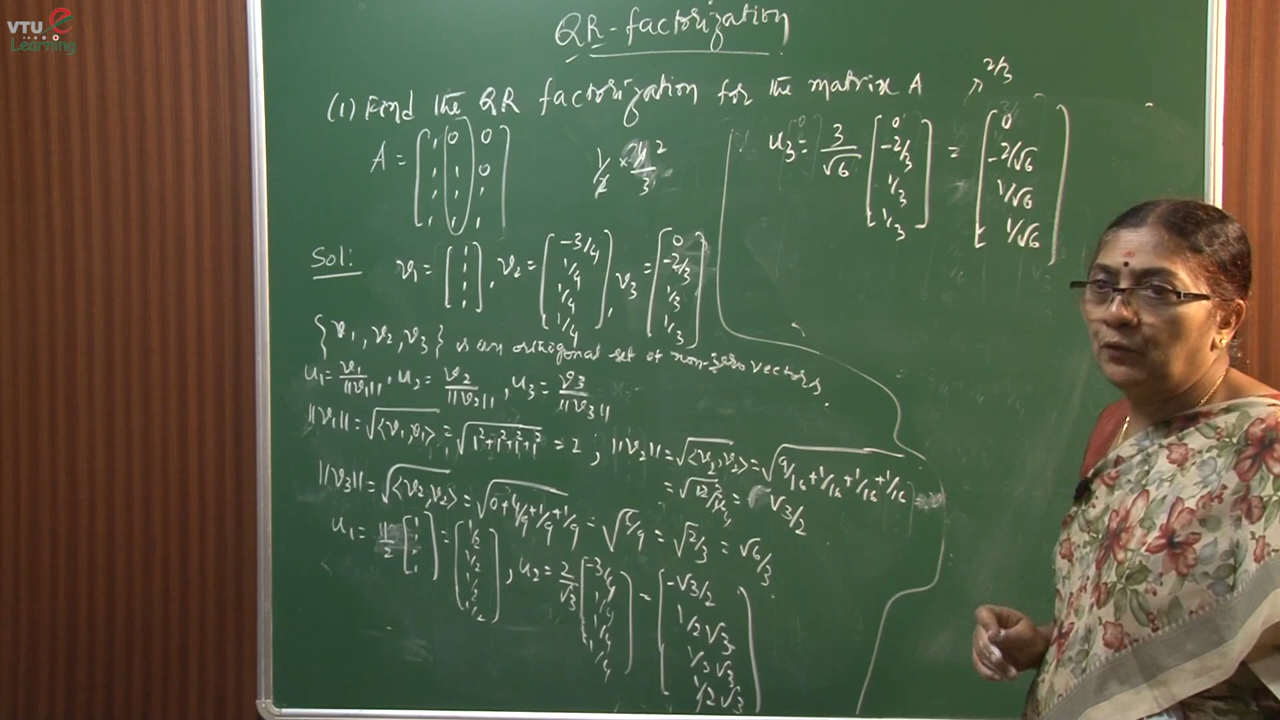 VTU e
Learning
QR-factorization
(1) Find the QR factorization for the matrix A
A = [1 0 0; 1 1 0; 1 1 1; 1 1 1]
Sol: v1 = [1; 1; 1; 1], v2 = [-3/4; 1/4; 1/4; 1/4], v3 = [0; -2/3; 1/3; 1/3]
{v1, v2, v3} is an orthogonal set of non-zero vectors.
u1 = v1/||v1||, u2 = v2/||v2||, u3 = v3/||v3||
||v1|| = √<v1,v1> = √1²+1²+1²+1² = 2 ; ||v2|| = √<v2,v2> = √9/16+1/16+1/16+1/16
= √12/16 = √3/2
||v3|| = √<v2,v2> = √0+4/9+1/9+1/9 = √6/9 = √2/3 = √6/3
u1 = 1/2 [1; 1; 1; 1] = [1/2; 1/2; 1/2; 1/2], u2 = 2/√3 [-3/4; 1/4; 1/4; 1/4] = [-√3/2; 1/2√3; 1/2√3; 1/2√3]
2/3
u3 = 3/√6 [0; -2/3; 1/3; 1/3] = [0; -2/√6; 1/√6; 1/√6]